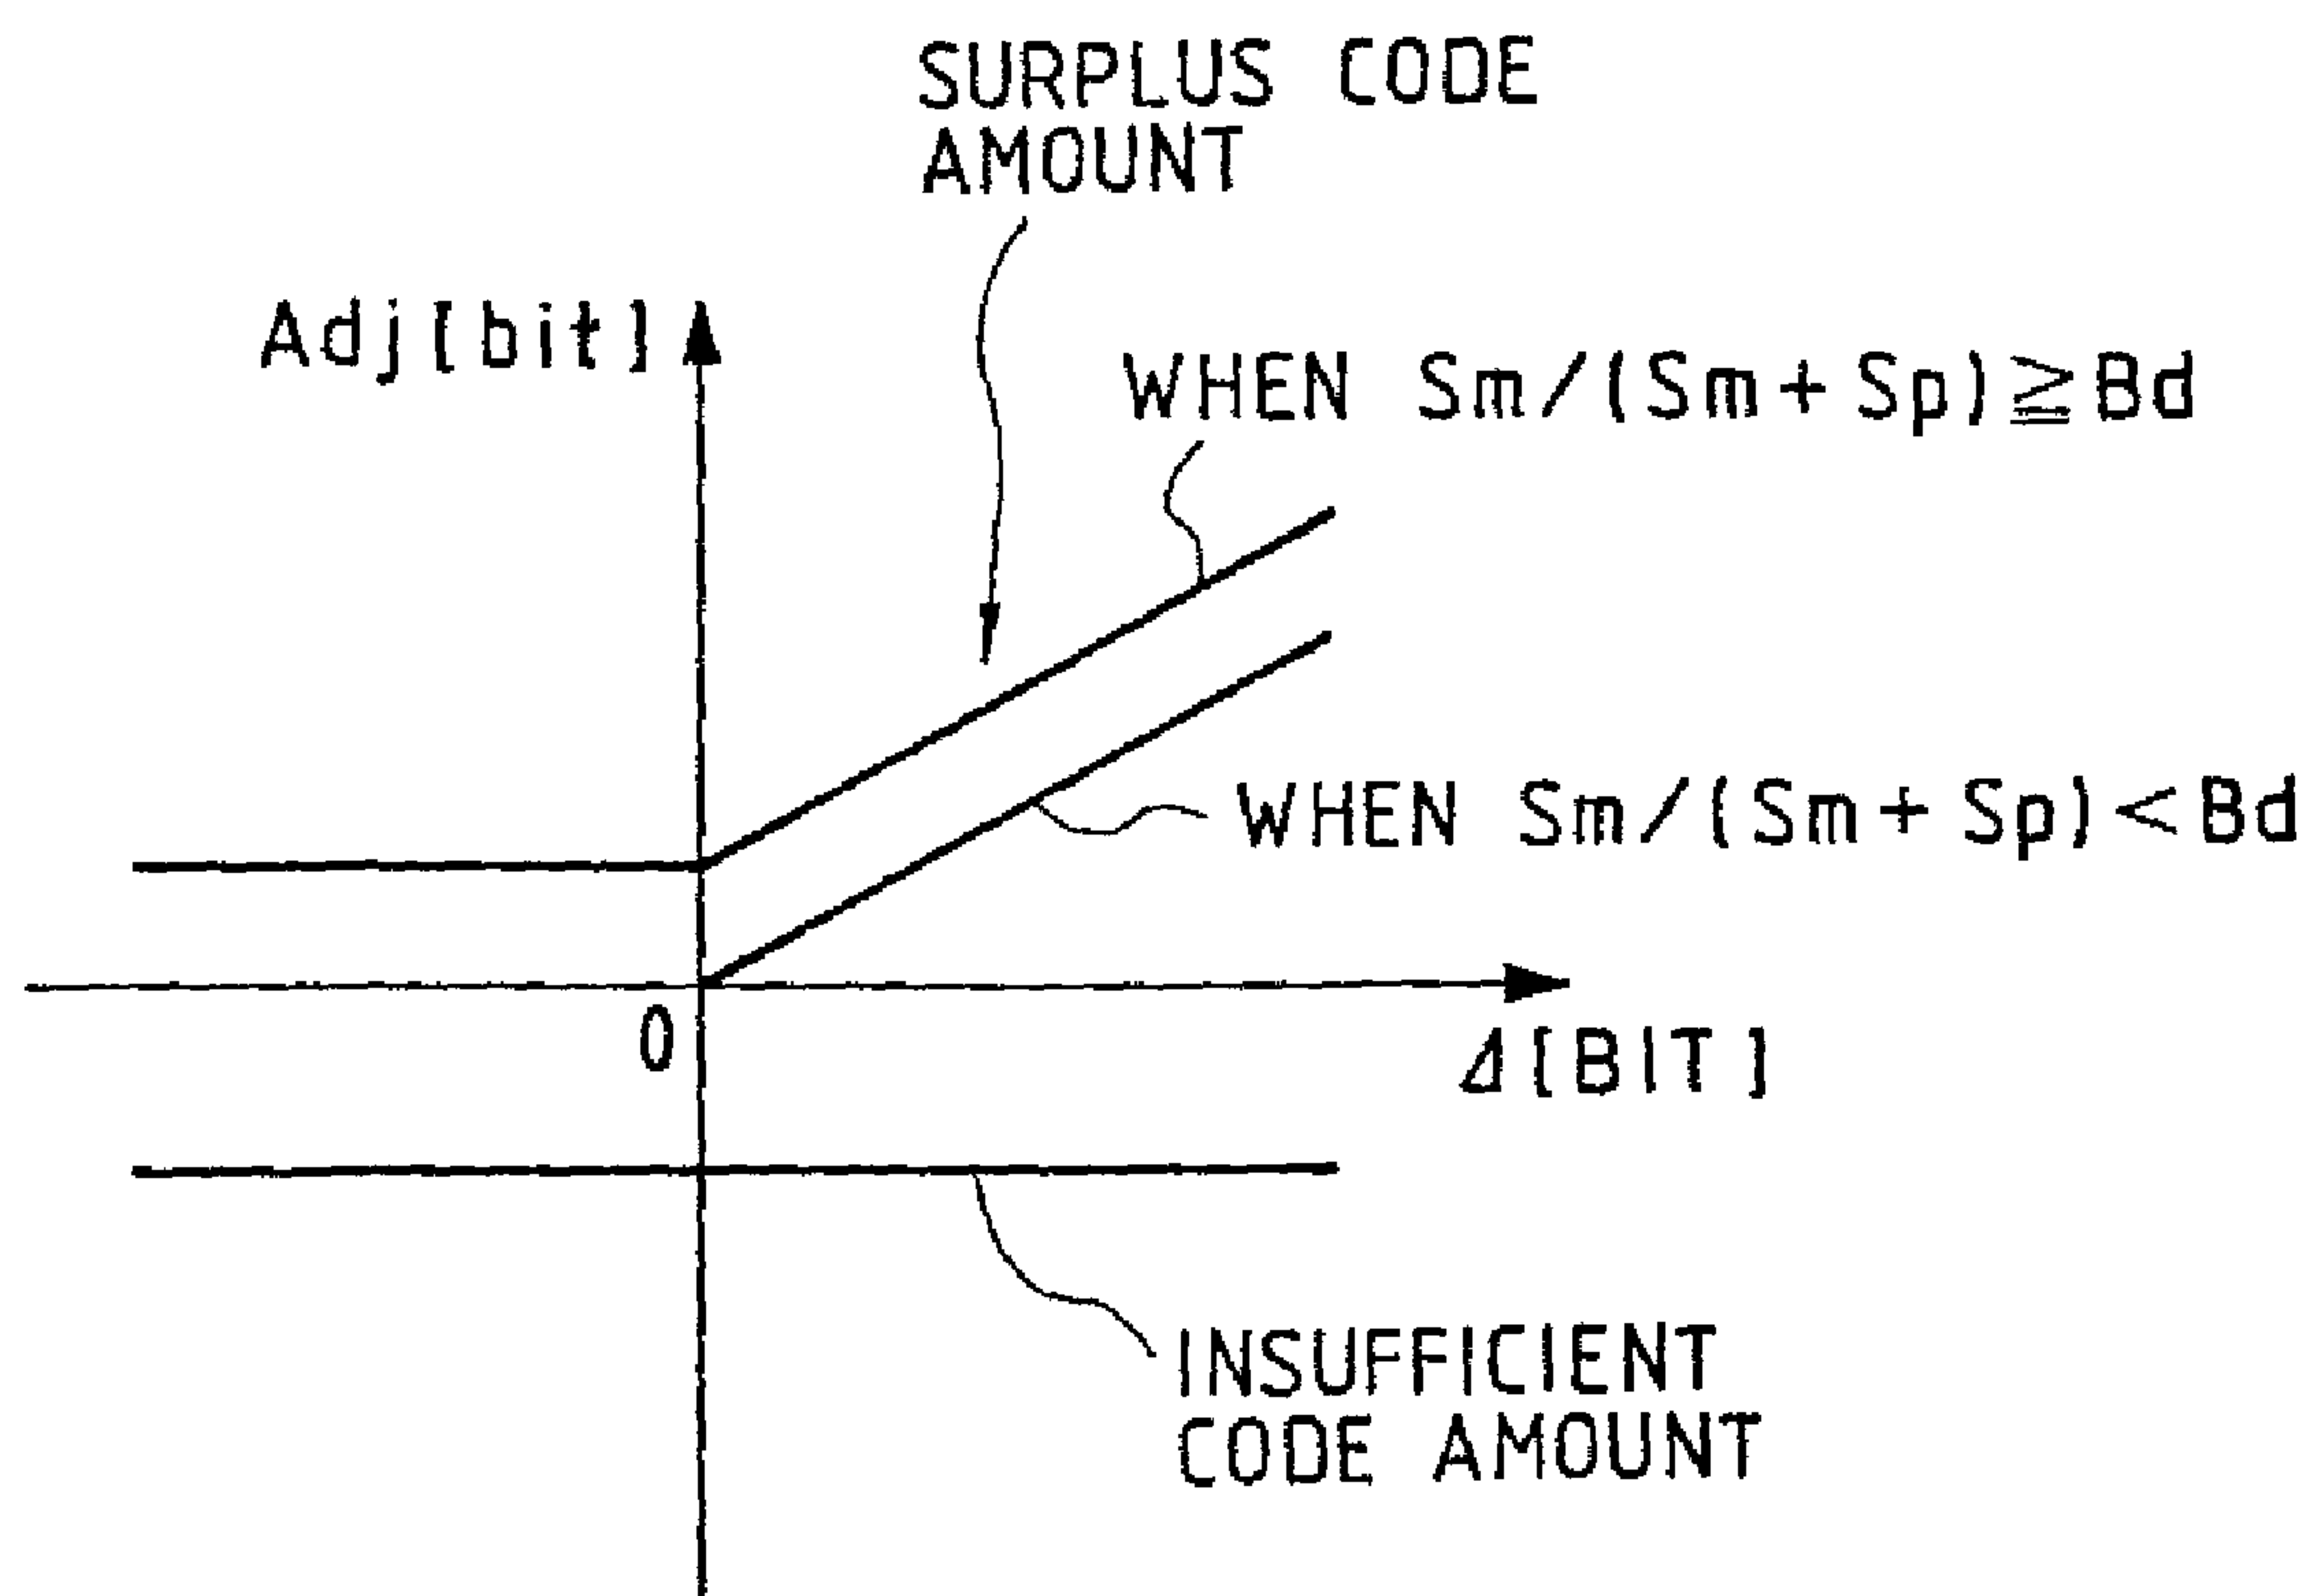 SURPLUS CODE
AMOUNT
Adj[bit]
WHEN Sm/(Sm+Sp)≧Bd
WHEN Sm/(Sm+Sp)<Bd
0
Δ[BIT]
INSUFFICIENT
CODE AMOUNT